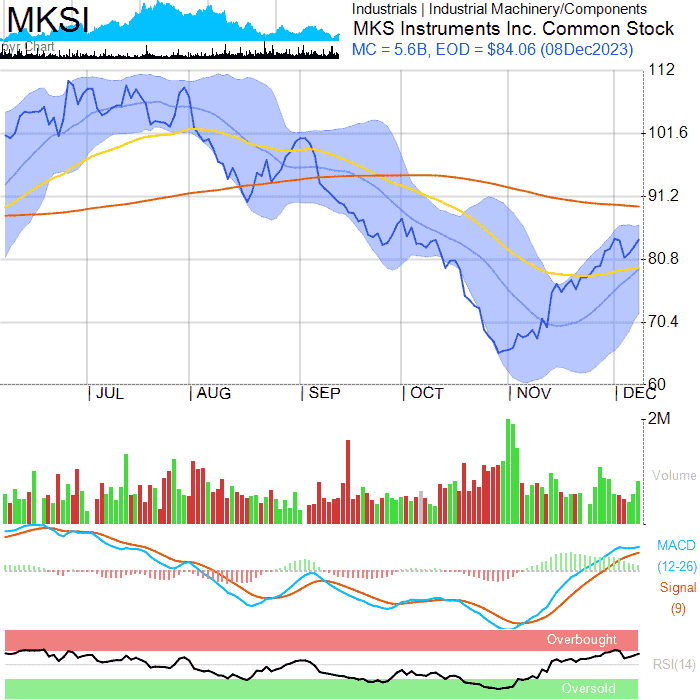 MKSI
5yr Chart
Industrials | Industrial Machinery/Components
MKS Instruments Inc. Common Stock
MC = 5.6B, EOD = $84.06 (08Dec2023)
112
101.6
91.2
80.8
70.4
60
JUL AUG SEP OCT NOV DEC
2M
Volume
MACD
(12-26)
Signal
(9)
Overbought
RSI(14)
Oversold